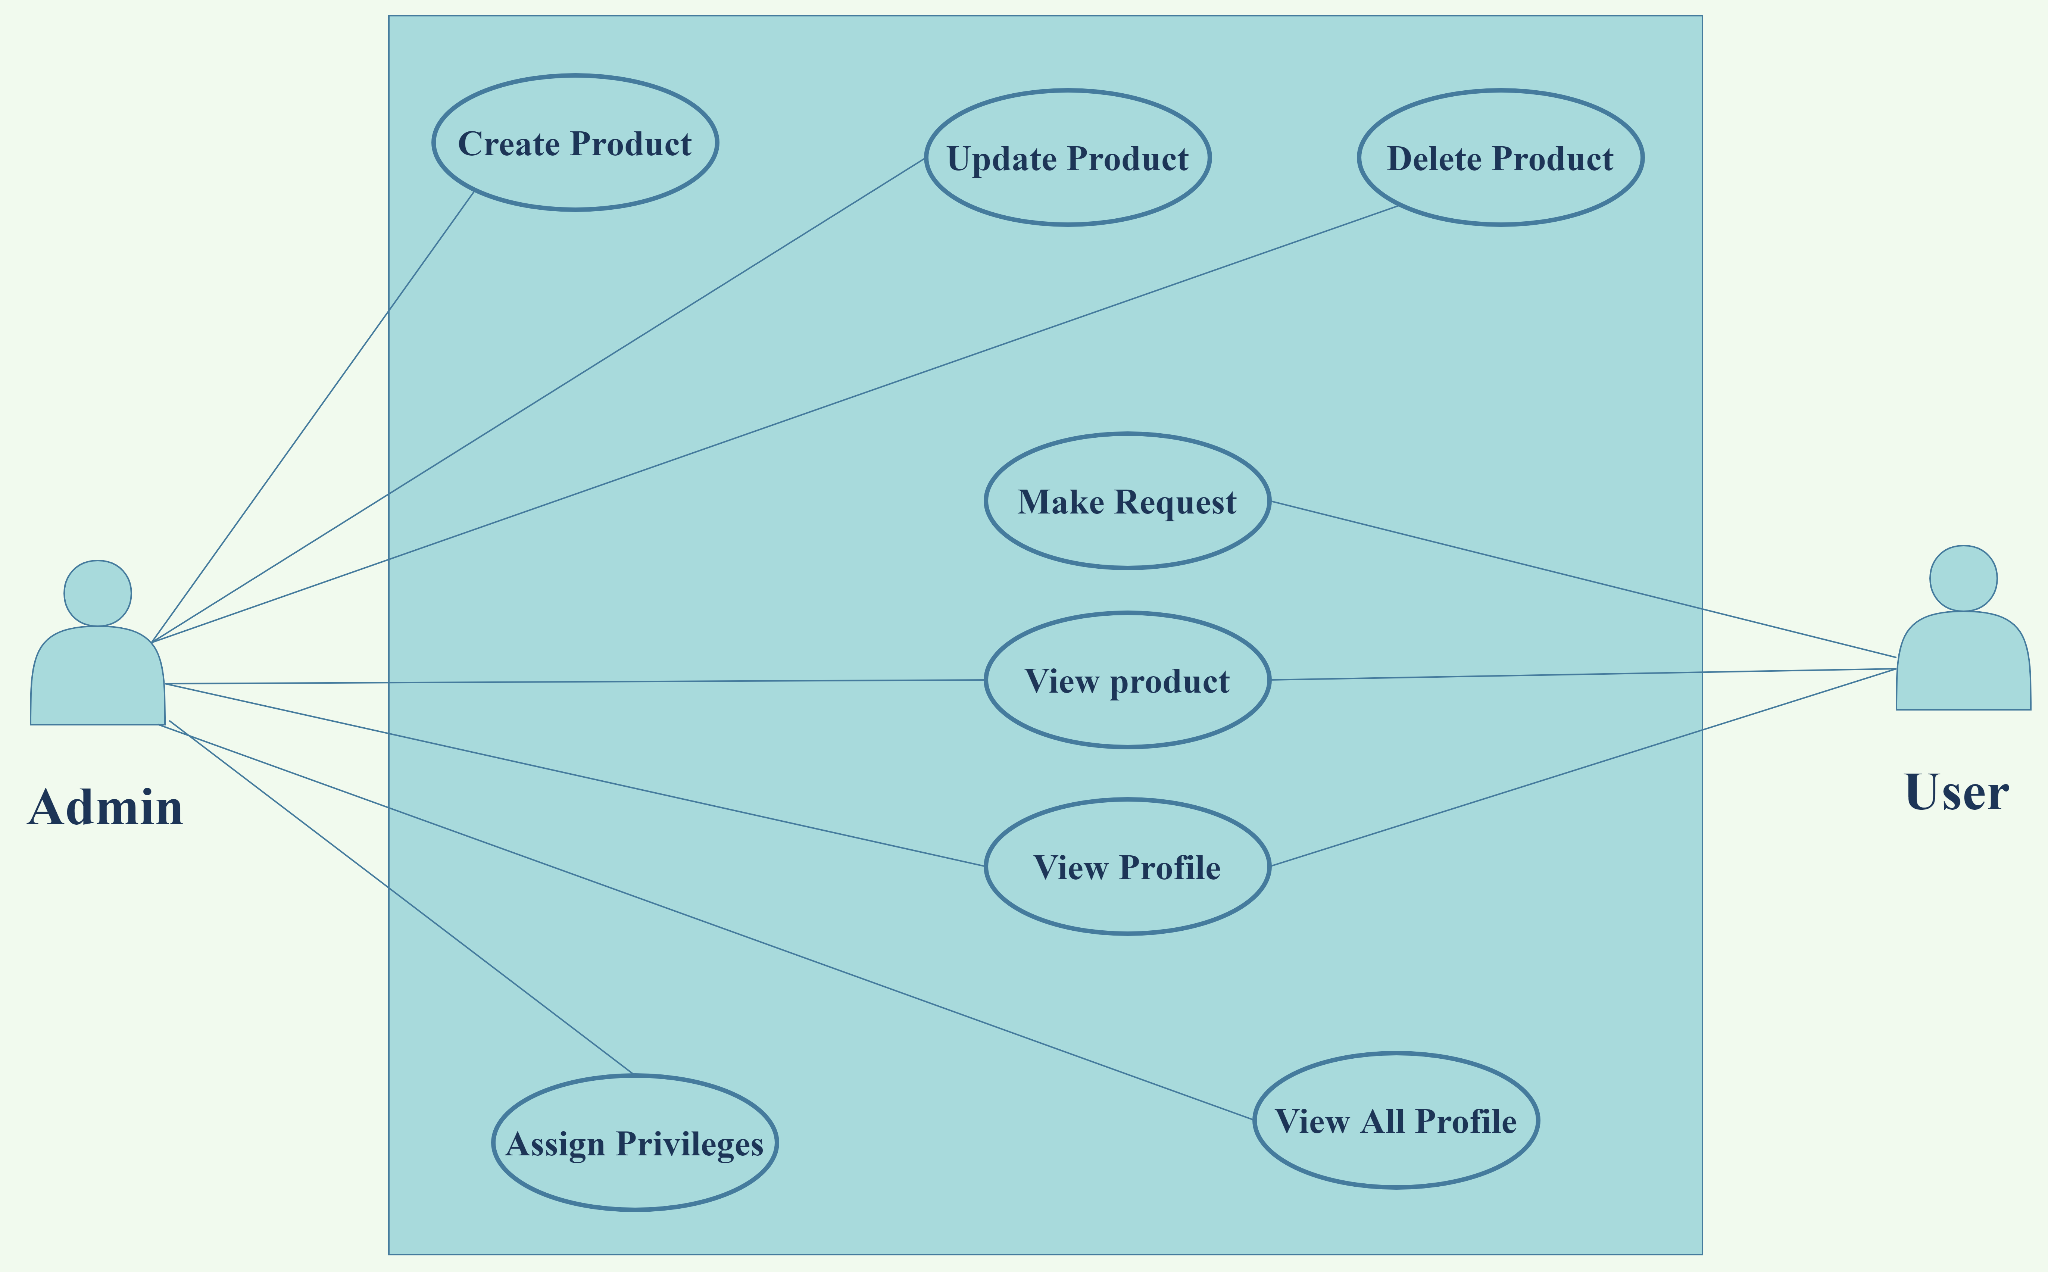 Create Product
Update Product
Delete Product
Make Request
View product
View Profile
Admin
User
Assign Privileges
View All Profile